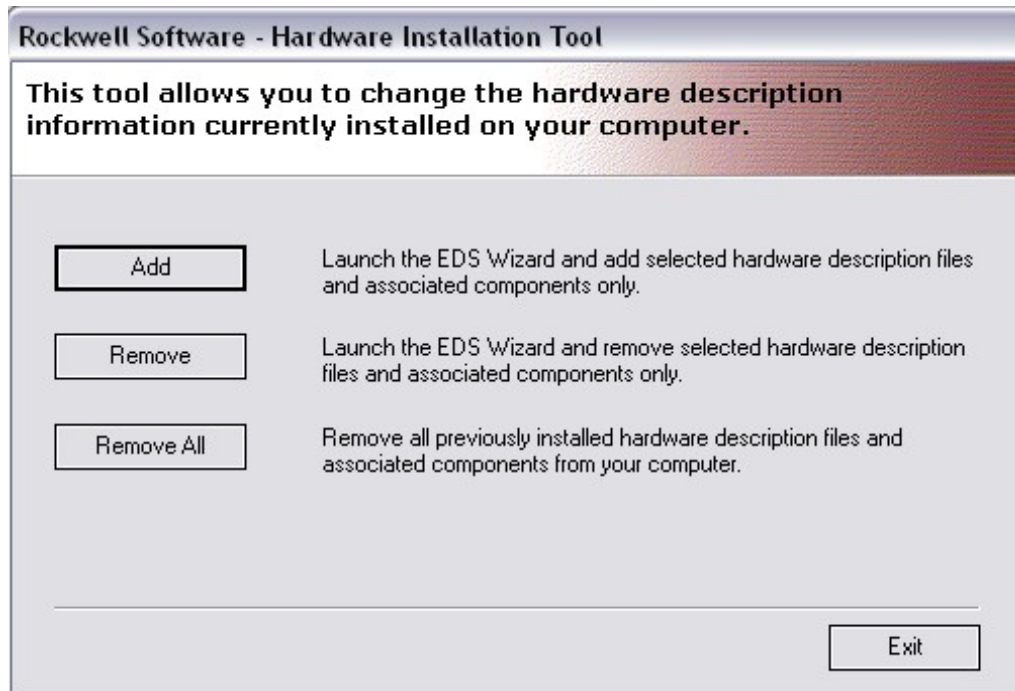 Rockwell Software - Hardware Installation Tool
This tool allows you to change the hardware description
information currently installed on your computer.
Add
Launch the EDS Wizard and add selected hardware description files
and associated components only.
Remove
Launch the EDS Wizard and remove selected hardware description
files and associated components only.
Remove All
Remove all previously installed hardware description files and
associated components from your computer.
Exit